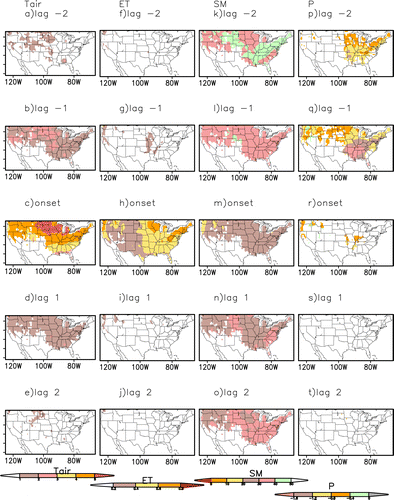 Tair ET SM P
a)lag -2 f)lag -2 k)lag -2 p)lag -2
120W 100W 80W 120W 100W 80W 120W 100W 80W 120W 100W 80W
b)lag -1 g)lag -1 l)lag -1 q)lag -1
120W 100W 80W 120W 100W 80W 120W 100W 80W 120W 100W 80W
c)onset h)onset m)onset r)onset
120W 100W 80W 120W 100W 80W 120W 100W 80W 120W 100W 80W
d)lag 1 i)lag 1 n)lag 1 s)lag 1
120W 100W 80W 120W 100W 80W 120W 100W 80W 120W 100W 80W
e)lag 2 j)lag 2 o)lag 2 t)lag 2
120W 100W 80W 120W 100W 80W 120W 100W 80W 120W 100W 80W
Tair
ET
SM
P